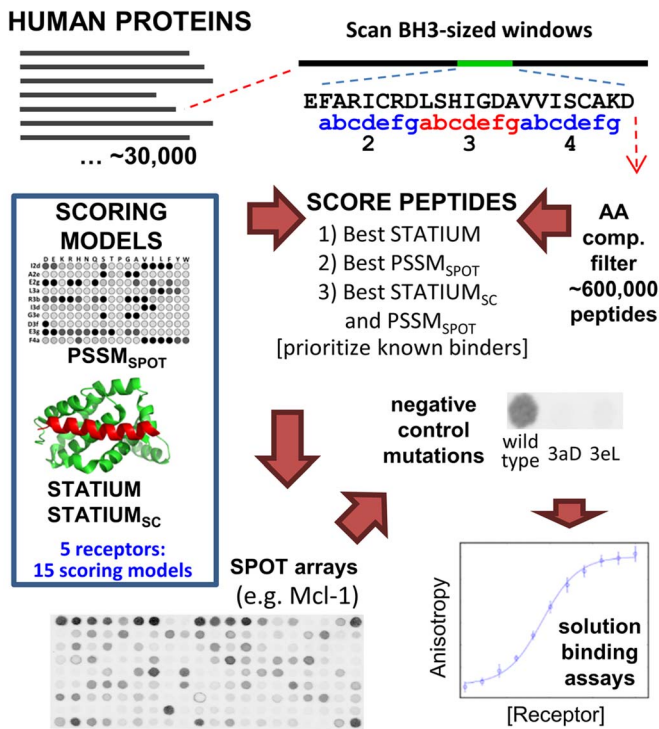 HUMAN PROTEINS
... ~30,000
Scan BH3-sized windows
EFARICRDLSHIGDAVVISCAKD
abcdefgabcdefgabcdefg
2 3 4
SCORING
MODELS
D E K R H N Q S T P G A V I L F Y W
I2d
A2e
E2g
L3a
R3b
I3d
G3e
D3f
E3g
F4a
PSSMSPOT
STATIUM
STATIUMSC
5 receptors:
15 scoring models
SCORE PEPTIDES
1) Best STATIUM
2) Best PSSMSPOT
3) Best STATIUMSC
and PSSMSPOT
[prioritize known binders]
AA
comp.
filter
~600,000
peptides
negative
control
mutations
wild
type
3aD 3eL
SPOT arrays
(e.g. Mcl-1)
Anisotropy
solution
binding
assays
[Receptor]